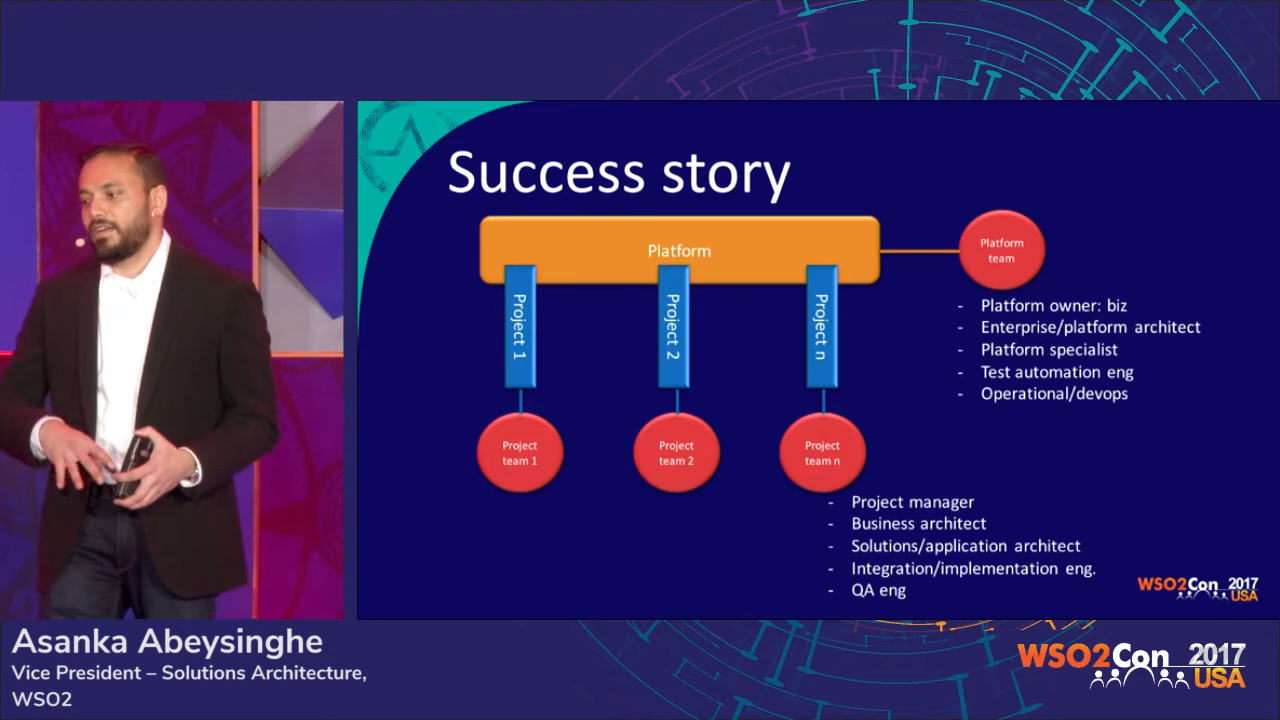 Success story
Platform
Platform
team
Project 1
Project 2
Project n
- Platform owner: biz
- Enterprise/platform architect
- Platform specialist
- Test automation eng
- Operational/devops
Project
team 1
Project
team 2
Project
team n
- Project manager
- Business architect
- Solutions/application architect
- Integration/implementation eng.
- QA eng
WSO2Con 2017
USA
Asanka Abeysinghe
Vice President – Solutions Architecture,
WSO2
WSO2Con 2017
USA